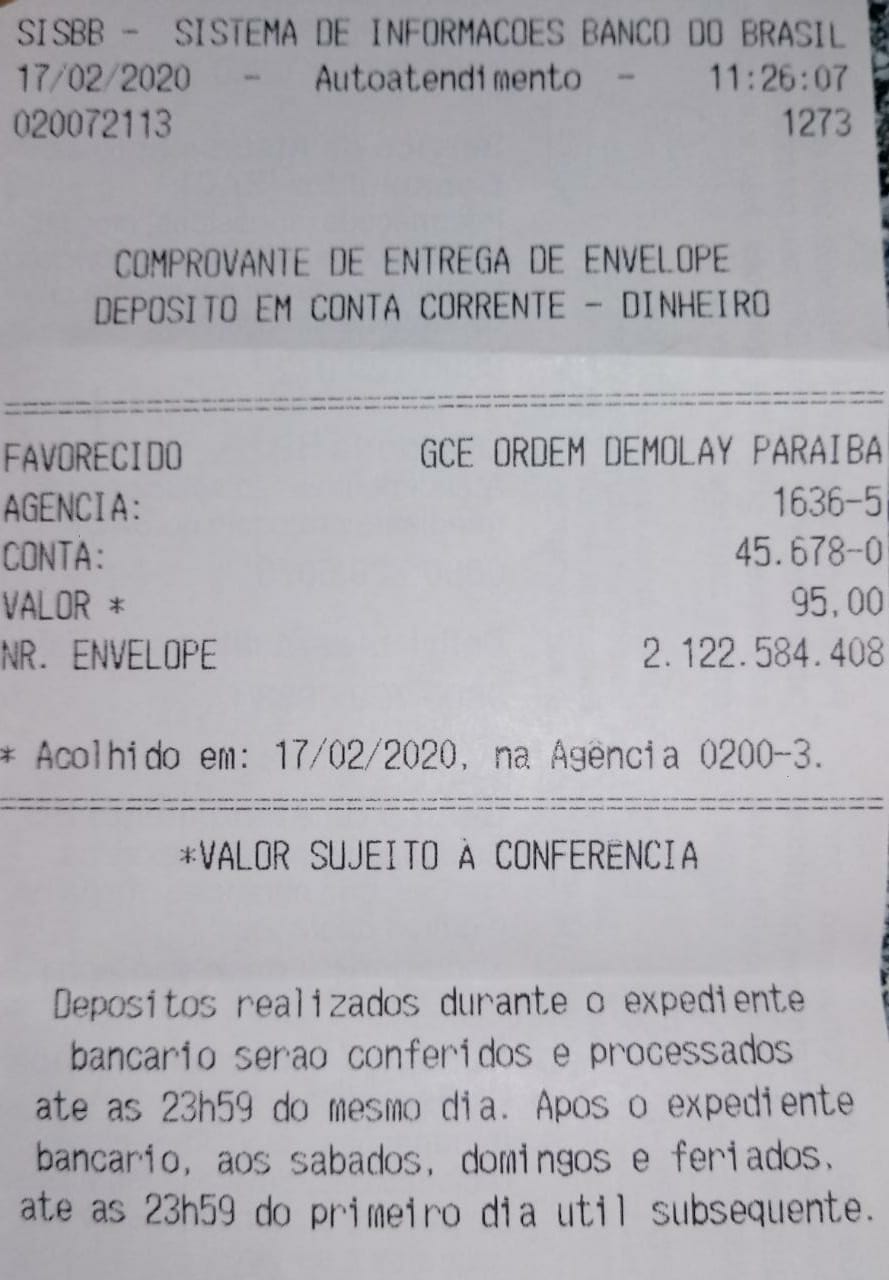 SISBB - SISTEMA DE INFORMACOES BANCO DO BRASIL
17/02/2020 - Autoatendimento - 11:26:07
020072113 1273
COMPROVANTE DE ENTREGA DE ENVELOPE
DEPOSITO EM CONTA CORRENTE - DINHEIRO
FAVORECIDO GCE ORDEM DEMOLAY PARAIBA
AGENCIA: 1636-5
CONTA: 45.678-0
VALOR * 95,00
NR. ENVELOPE 2.122.584.408
* Acolhido em: 17/02/2020, na Agência 0200-3.
*VALOR SUJEITO À CONFERÊNCIA
Depositos realizados durante o expediente
bancario serao conferidos e processados
ate as 23h59 do mesmo dia. Apos o expediente
bancario, aos sabados, domingos e feriados,
ate as 23h59 do primeiro dia util subsequente.